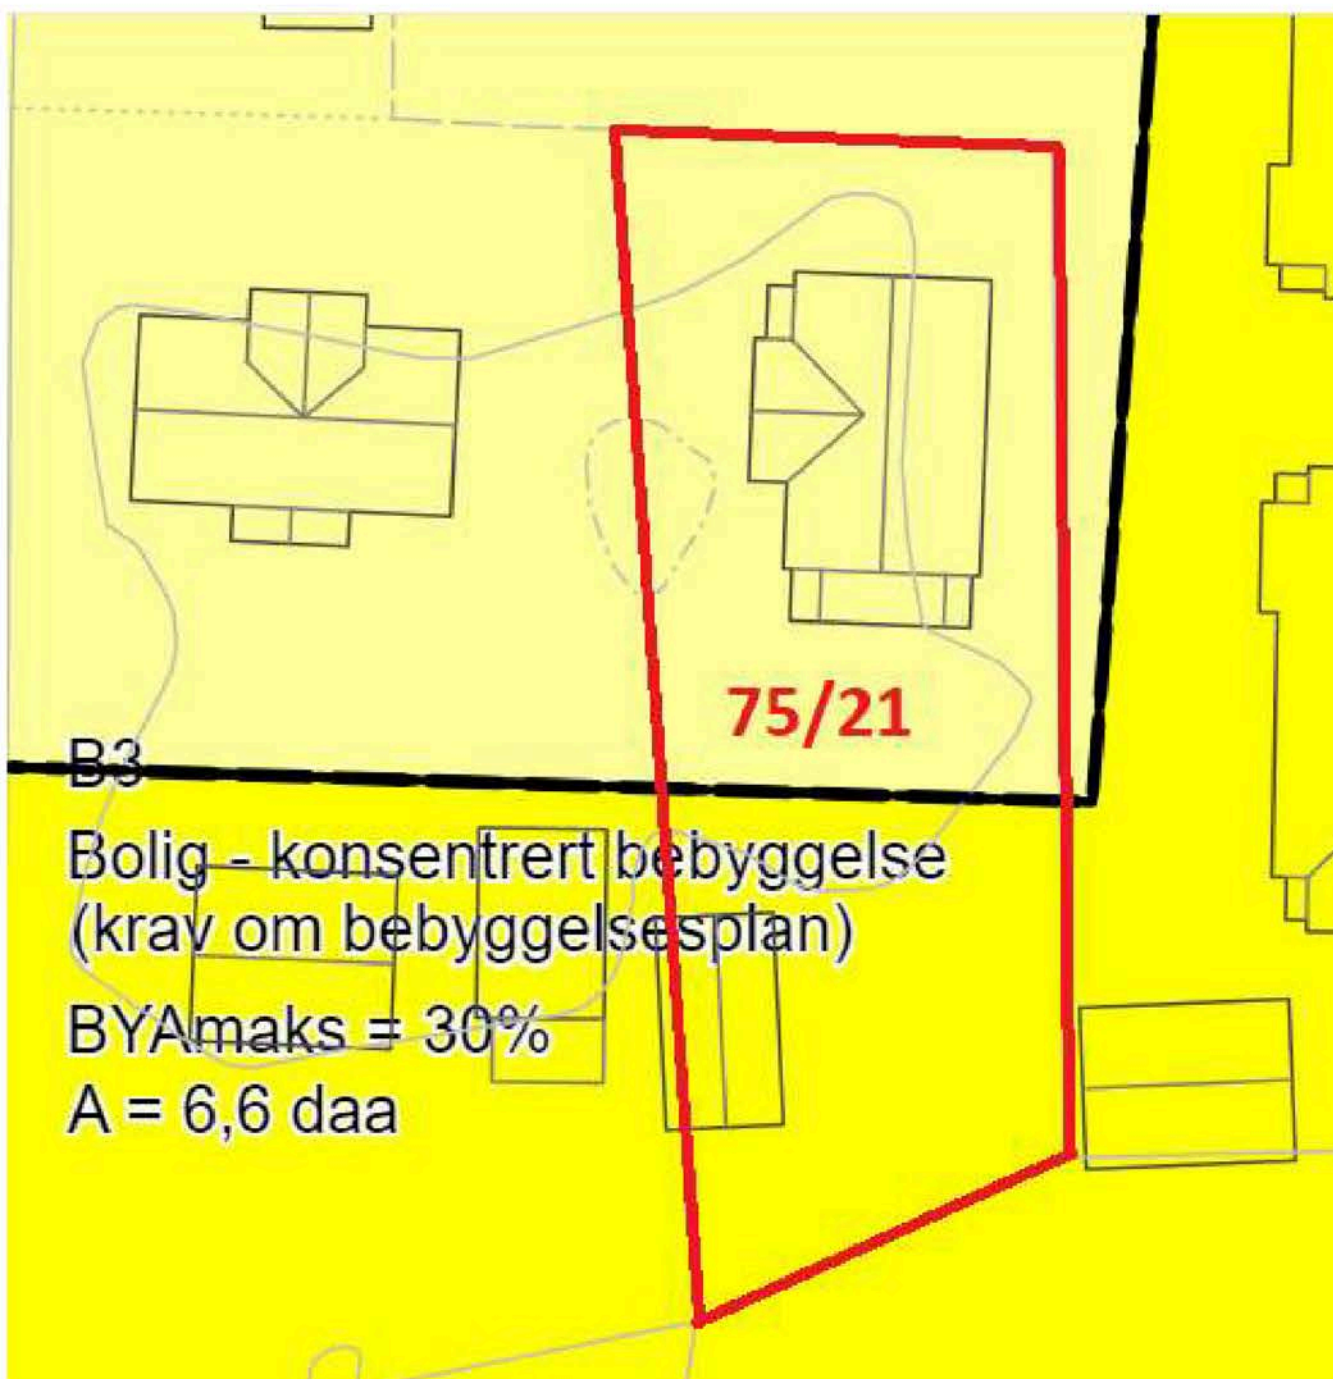 75/21
B3
Bolig - konsentrert bebyggelse
(krav om bebyggelsesplan)
BYAmaks = 30%
A = 6,6 daa